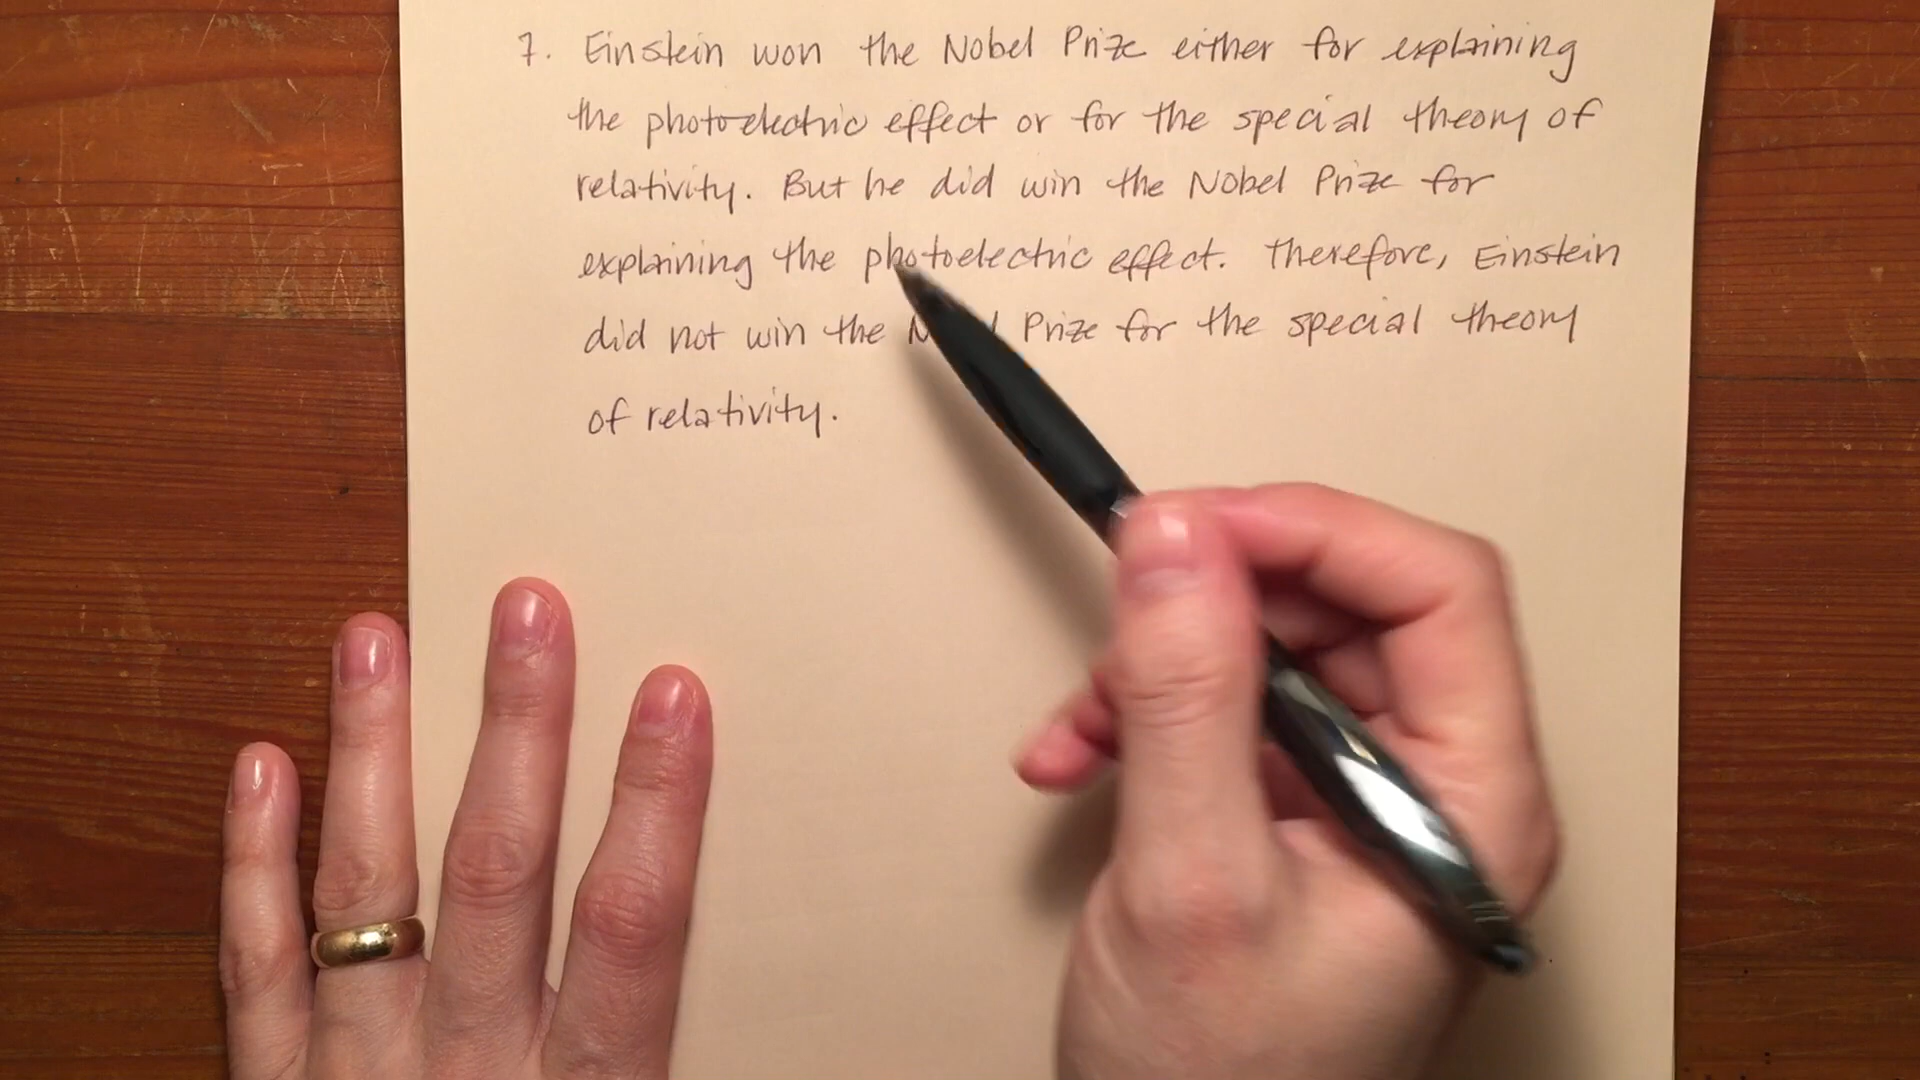 7. Einstein won the Nobel Prize either for explaining
the photoelectric effect or for the special theory of
relativity. But he did win the Nobel Prize for
explaining the photoelectric effect. Therefore, Einstein
did not win the Prize for the special theory
of relativity.